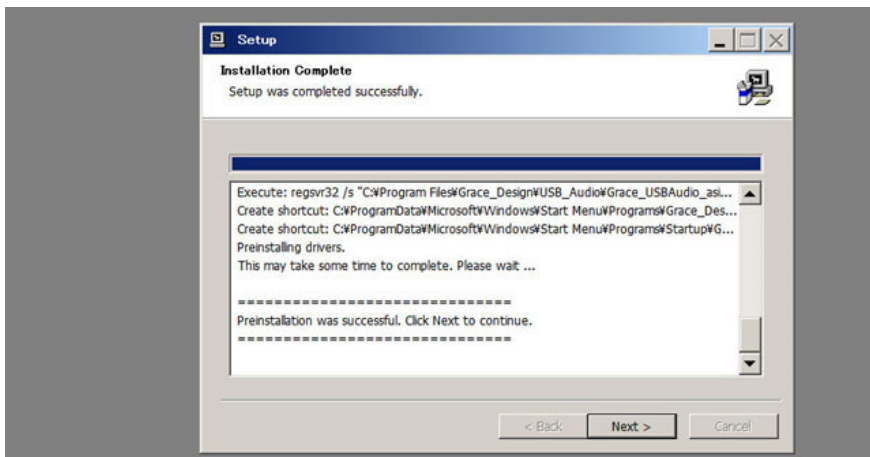 Setup
Installation Complete
Setup was completed successfully.
Execute: regsvr32 /s "C:¥Program Files¥Grace_Design¥USB_Audio¥Grace_USBAudio_asi...
Create shortcut: C:¥ProgramData¥Microsoft¥Windows¥Start Menu¥Programs¥Grace_Des...
Create shortcut: C:¥ProgramData¥Microsoft¥Windows¥Start Menu¥Programs¥Startup¥G...
Preinstalling drivers.
This may take some time to complete. Please wait ...
==============================
Preinstallation was successful. Click Next to continue.
==============================
< Back Next > Cancel